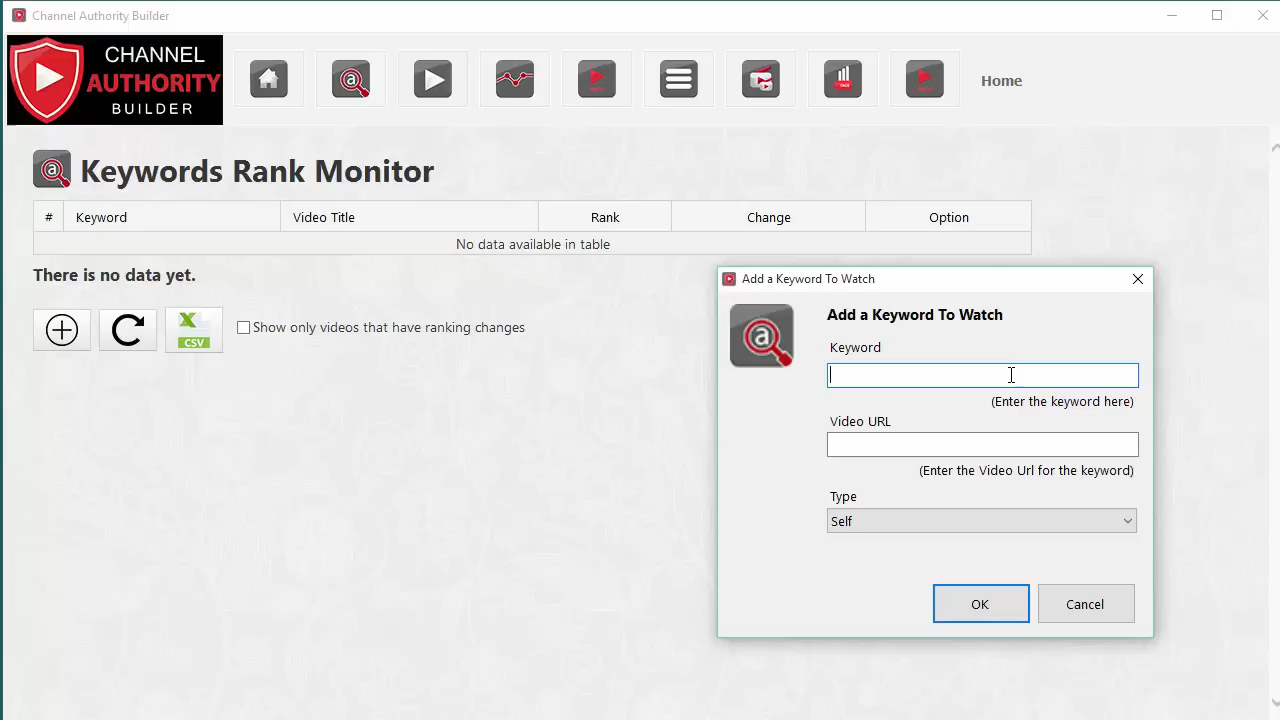 Channel Authority Builder
CHANNEL
AUTHORITY
BUILDER
Home
Keywords Rank Monitor
# Keyword Video Title Rank Change Option
No data available in table
There is no data yet.
X
CSV
Show only videos that have ranking changes
Add a Keyword To Watch
a
Add a Keyword To Watch
Keyword
(Enter the keyword here)
Video URL
(Enter the Video Url for the keyword)
Type
Self
OK Cancel